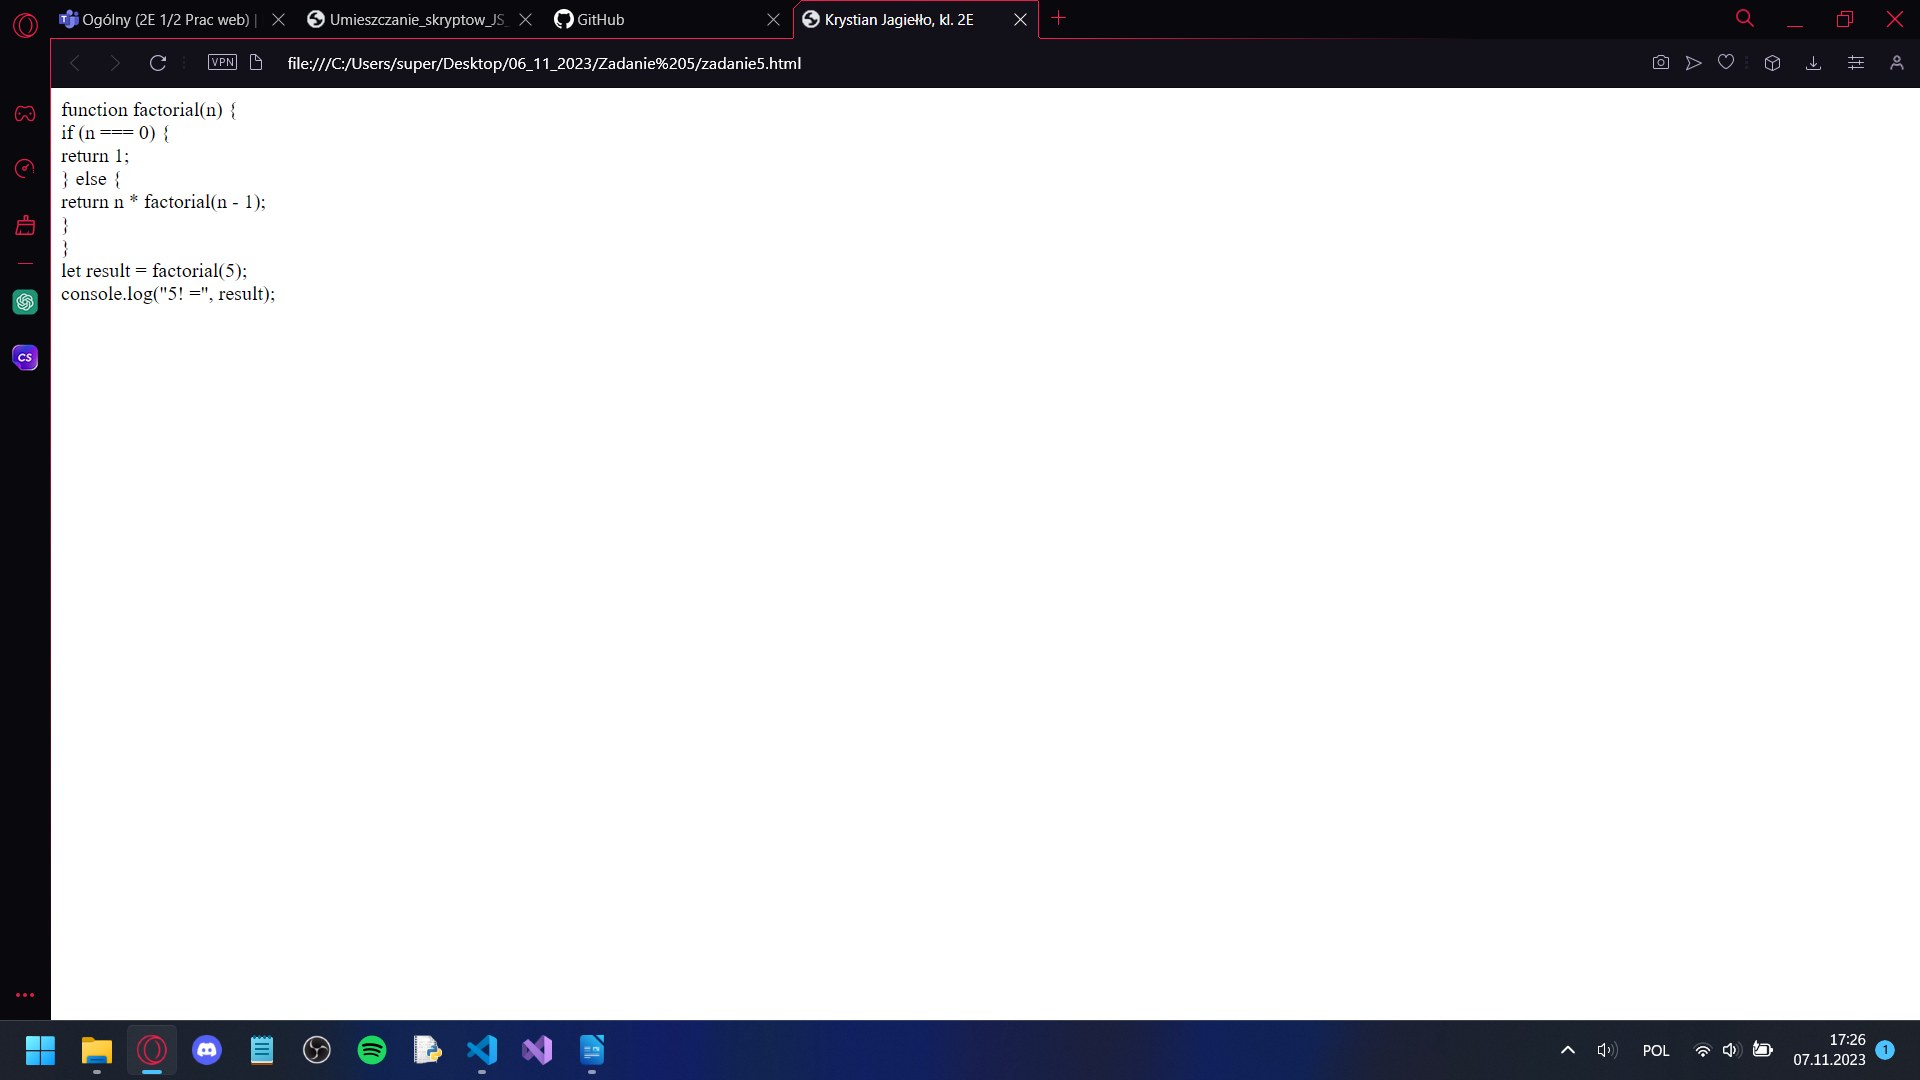 Ogólny (2E 1/2 Prac web) |
Umieszczanie_skryptow_JS_
GitHub
Krystian Jagiełło, kl. 2E
VPN
file:///C:/Users/super/Desktop/06_11_2023/Zadanie%205/zadanie5.html
function factorial(n) {
if (n === 0) {
return 1;
} else {
return n * factorial(n - 1);
}
}
let result = factorial(5);
console.log("5! =", result);
CS
POL
17:26
07.11.2023
1